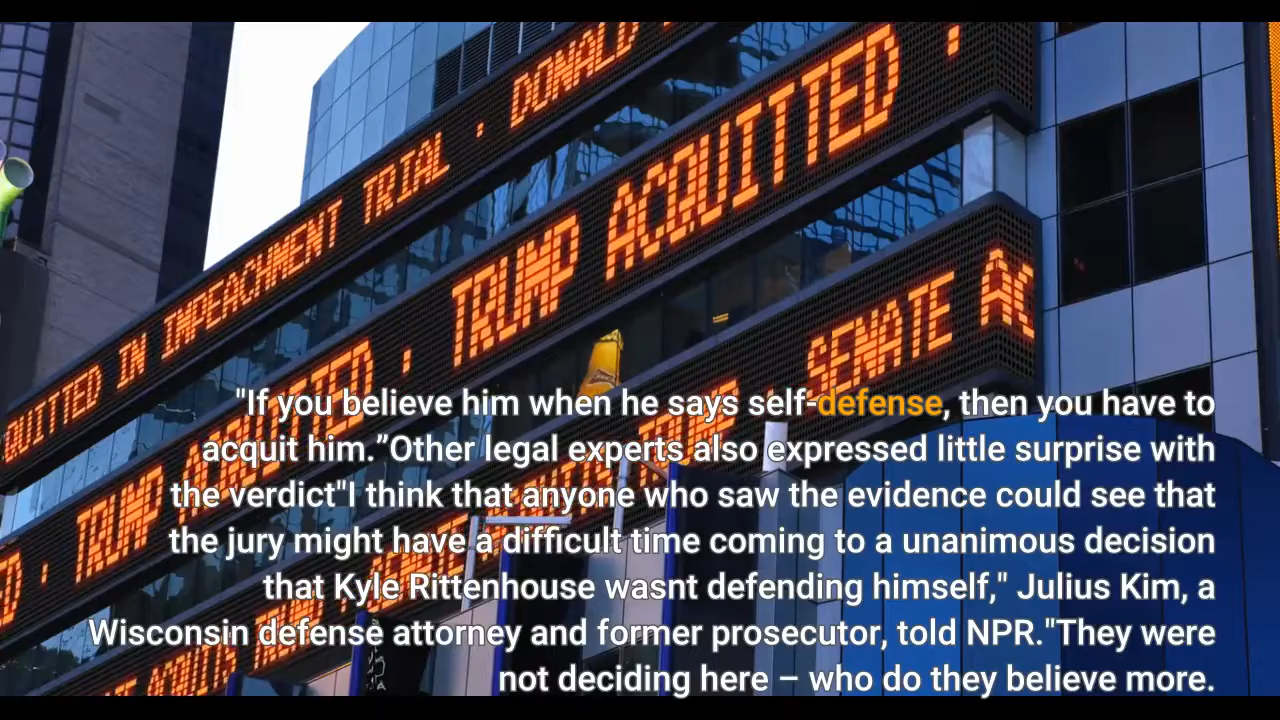 DONALD
QUITTED IN IMPEACHMENT TRIAL ·
TRUMP ACQUITTED ·
SENATE AC
TRUMP ACQUITTED ·
"If you believe him when he says self-defense, then you have to
acquit him.”Other legal experts also expressed little surprise with
the verdict"I think that anyone who saw the evidence could see that
the jury might have a difficult time coming to a unanimous decision
that Kyle Rittenhouse wasnt defending himself," Julius Kim, a
Wisconsin defense attorney and former prosecutor, told NPR."They were
not deciding here – who do they believe more.